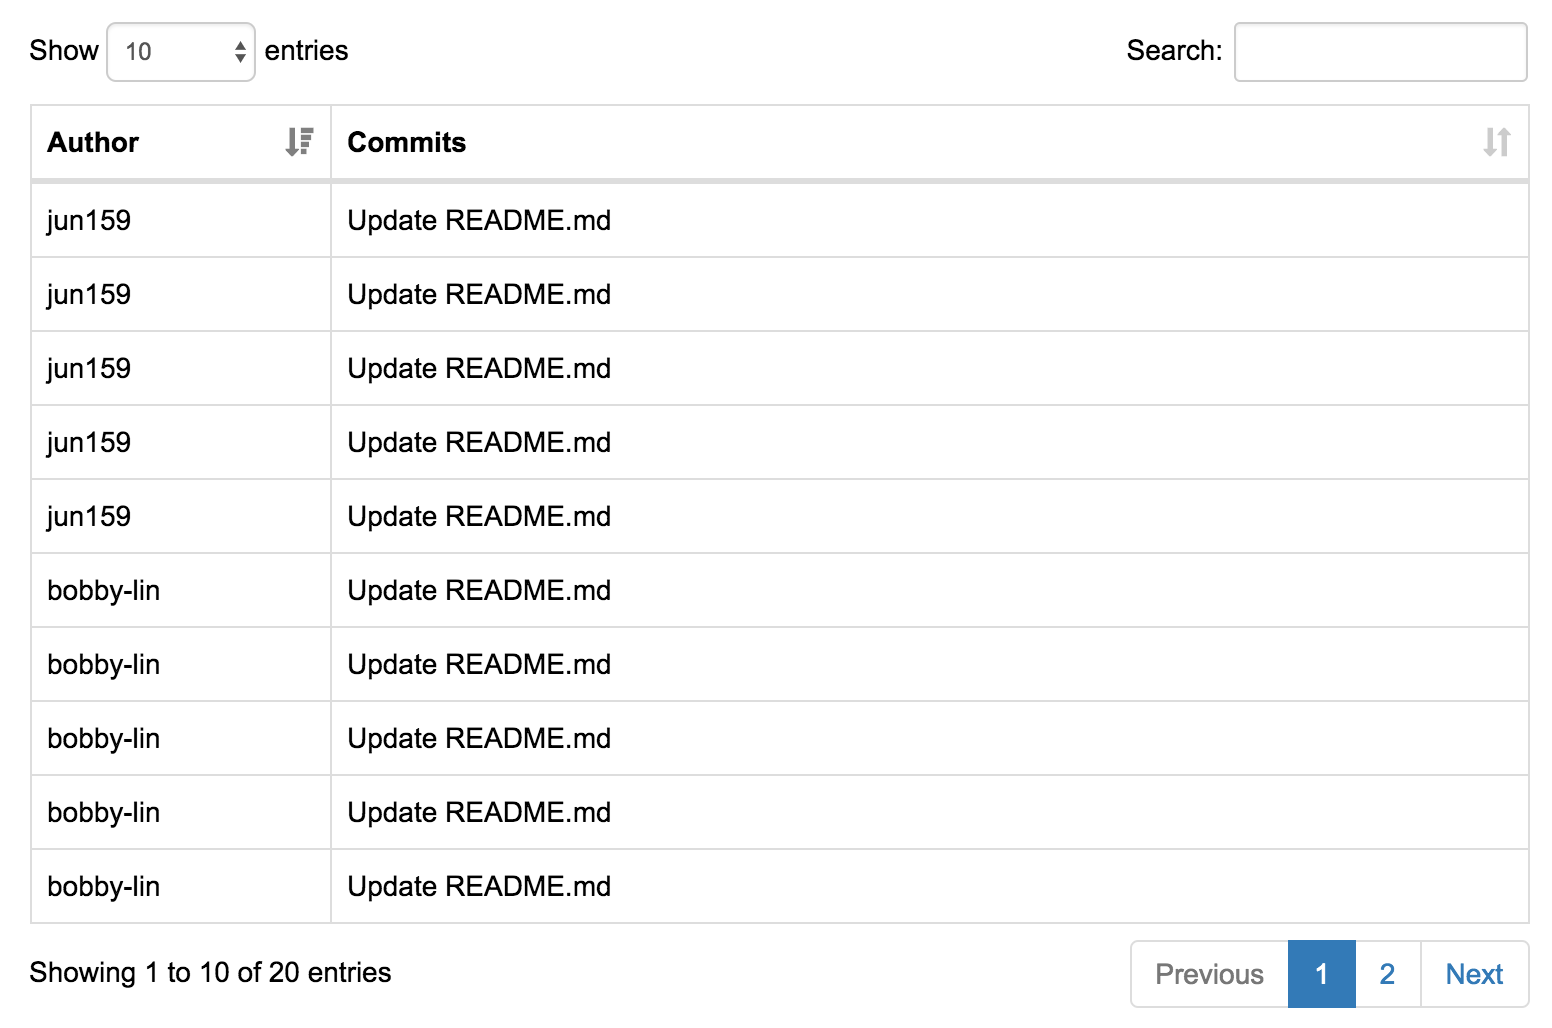 Show 10 entries Search:
Author Commits
jun159 Update README.md
jun159 Update README.md
jun159 Update README.md
jun159 Update README.md
jun159 Update README.md
bobby-lin Update README.md
bobby-lin Update README.md
bobby-lin Update README.md
bobby-lin Update README.md
bobby-lin Update README.md
Showing 1 to 10 of 20 entries Previous 1 2 Next